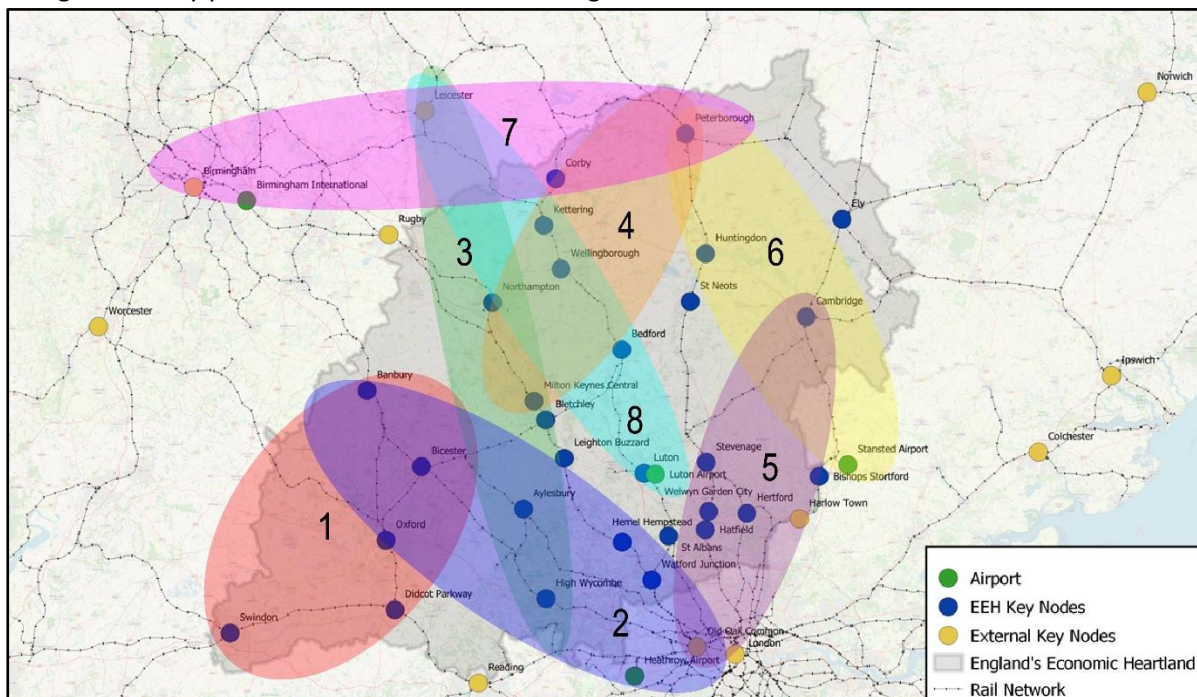 Norwich
Leicester
7
Peterborough
Birmingham
Birmingham International
Corby
Ely
Rugby
Kettering
4
3
Wellingborough
Huntingdon
6
Northampton
St Neots
Cambridge
Worcester
Bedford
Ipswich
Banbury
Milton Keynes Central
Bletchley
8
Leighton Buzzard
Stevenage
Stansted Airport
Colchester
Bicester
Luton
Luton Airport
5
Bishops Stortford
Aylesbury
Welwyn Garden City
Hertford
Harlow Town
1
Oxford
Hemel Hempstead
Hatfield
St Albans
Watford Junction
High Wycombe
Didcot Parkway
Swindon
2
Old Oak Common
London
Heathrow Airport
Reading
Airport
EEH Key Nodes
External Key Nodes
England's Economic Heartland
Rail Network